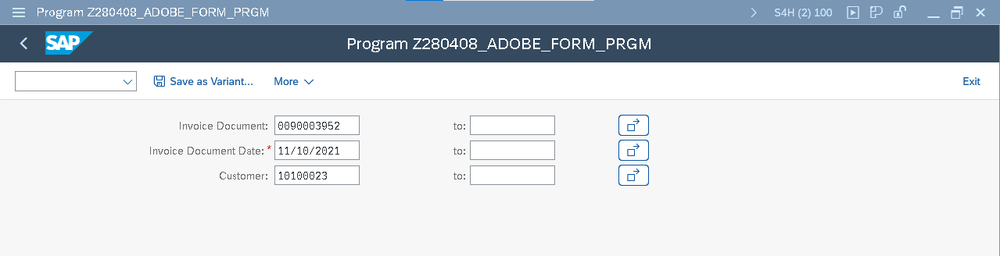 Program Z280408_ADOBE_FORM_PRGM S4H (2) 100
SAP Program Z280408_ADOBE_FORM_PRGM
Save as Variant... More Exit
Invoice Document: 0090003952 to:
Invoice Document Date: * 11/10/2021 to:
Customer: 10100023 to: